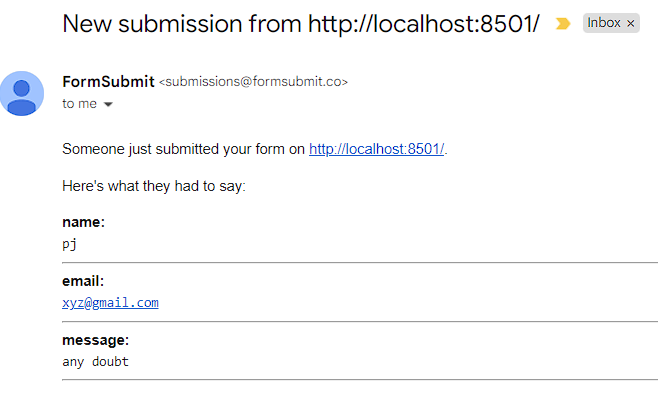 New submission from http://localhost:8501/ Inbox ×
FormSubmit <submissions@formsubmit.co>
to me
Someone just submitted your form on http://localhost:8501/.
Here's what they had to say:
name:
pj
email:
xyz@gmail.com
message:
any doubt